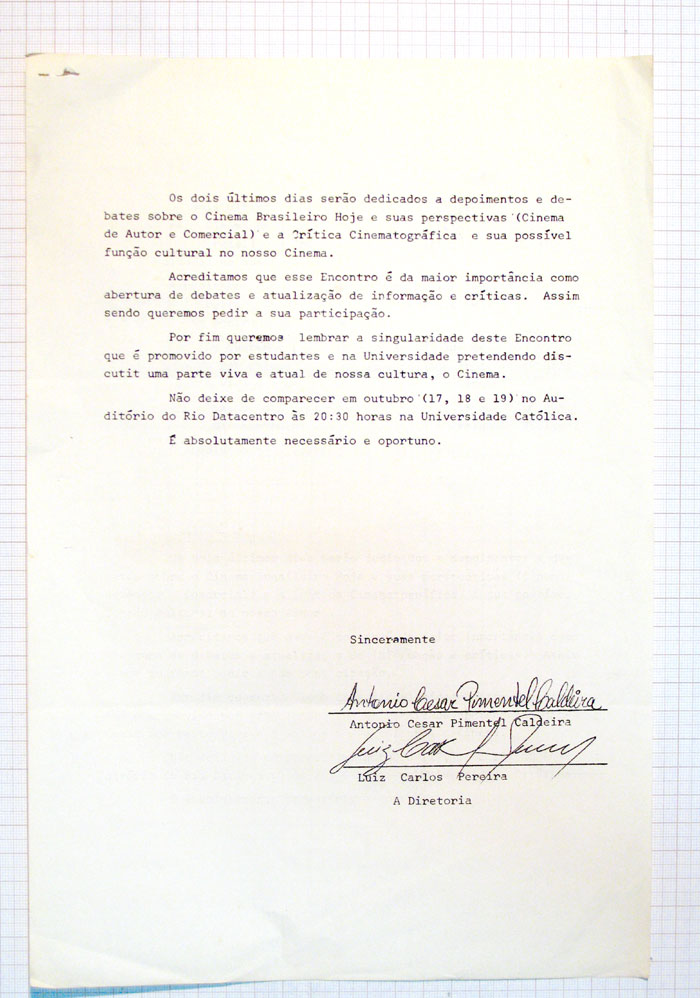 Os dois últimos dias serão dedicados a depoimentos e de-
bates sobre o Cinema Brasileiro Hoje e suas perspectivas (Cinema
de Autor e Comercial) e a Crítica Cinematográfica e sua possível
função cultural no nosso Cinema.
Acreditamos que esse Encontro é da maior importância como
abertura de debates e atualização de informação e críticas. Assim
sendo queremos pedir a sua participação.
Por fim queremos lembrar a singularidade deste Encontro
que é promovido por estudantes e na Universidade pretendendo dis-
cutit uma parte viva e atual de nossa cultura, o Cinema.
Não deixe de comparecer em outubro (17, 18 e 19) no Au-
ditório do Rio Datacentro às 20:30 horas na Universidade Católica.
É absolutamente necessário e oportuno.
Sinceramente
Antonio Cesar Pimentel Caldeira
Antonio Cesar Pimentel Caldeira
Luiz Carlos Pereira
A Diretoria